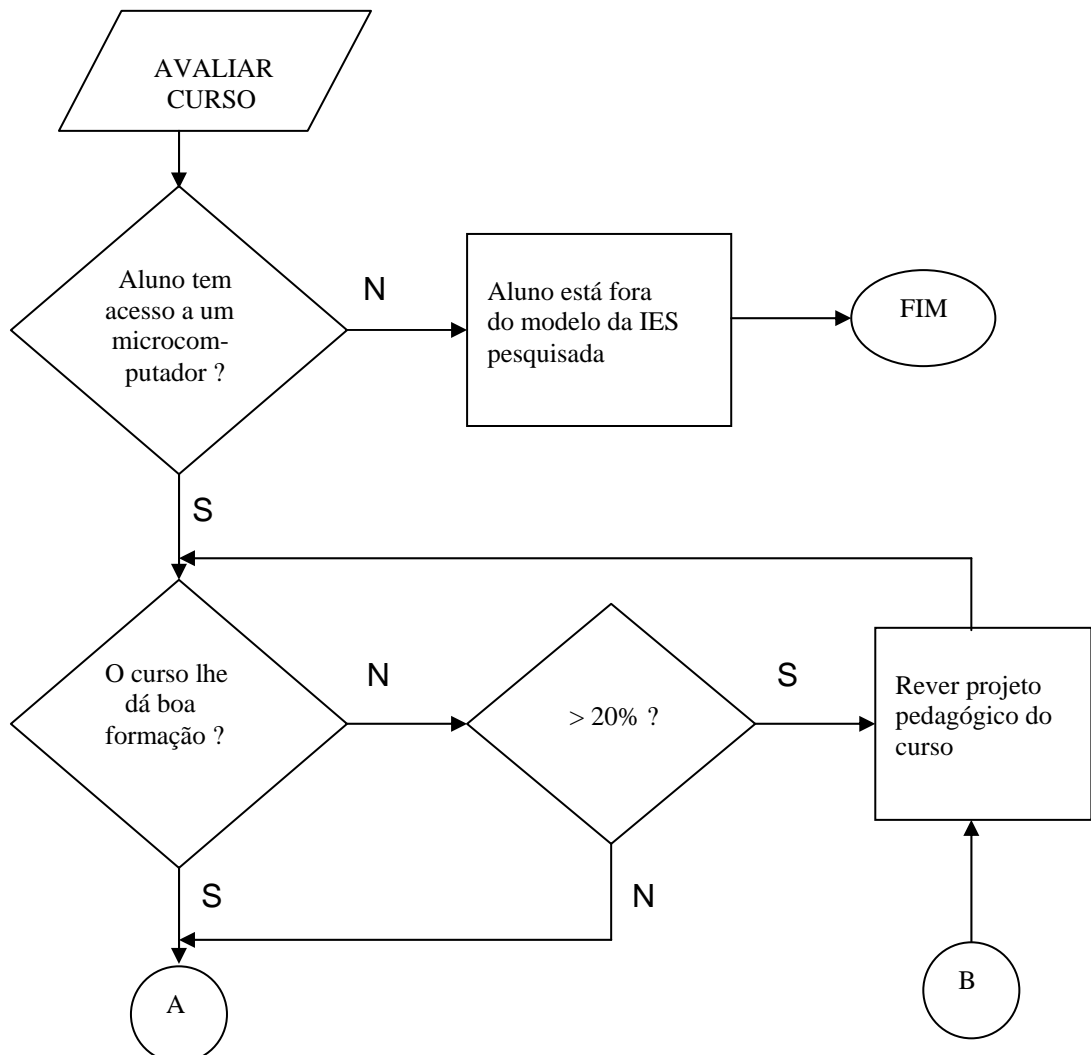 AVALIAR
CURSO
Aluno tem
acesso a um
microcom-
putador ?
N
Aluno está fora
do modelo da IES
pesquisada
FIM
S
O curso lhe
dá boa
formação ?
N
> 20% ?
S
Rever projeto
pedagógico do
curso
S
N
A
B